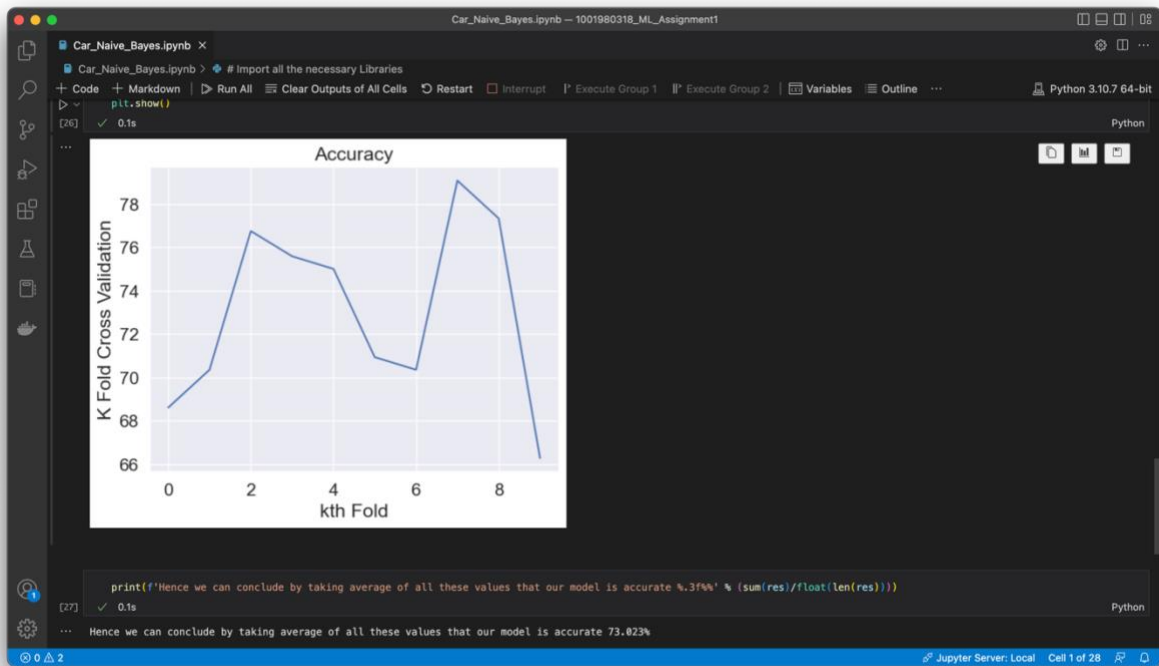 Car_Naive_Bayes.ipynb — 1001980318_ML_Assignment1
Car_Naive_Bayes.ipynb
Car_Naive_Bayes.ipynb > # Import all the necessary Libraries
+ Code + Markdown | Run All Clear Outputs of All Cells Restart Interrupt Execute Group 1 Execute Group 2 | Variables Outline ... Python 3.10.7 64-bit
plt.show()
[26] ✓ 0.1s Python
...
Accuracy
78
76
74
72
70
68
66
K Fold Cross Validation
0 2 4 6 8
kth Fold
print(f'Hence we can conclude by taking average of all these values that our model is accurate %.3f%%' % (sum(res)/float(len(res))))
[27] ✓ 0.1s Python
... Hence we can conclude by taking average of all these values that our model is accurate 73.023%
1
0 2 Jupyter Server: Local Cell 1 of 28